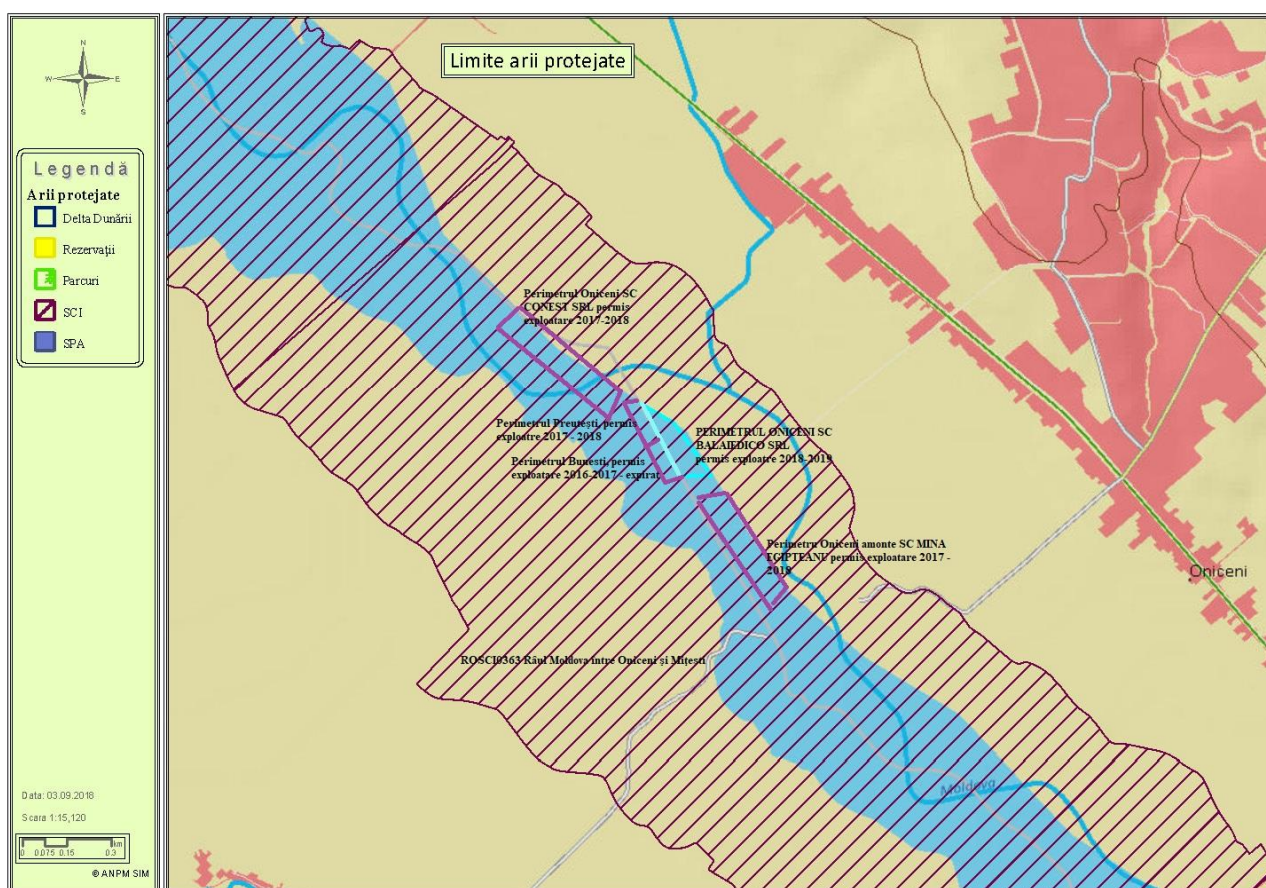 Limite arii protejate
N
W
E
S
Legendă
Arii protejate
Delta Dunării
Rezervații
Parcuri
SCI
SPA
Data: 03.09.2018
Scara 1:15,120
km
0 0.075 0.15 0.3
© ANPM SIM
Perimetrul Oniceni SC
CONEST SRL permis
exploatare 2017-2018
Perimetrul Preutești, permis
exploatre 2017 - 2018
Perimetrul Bunești, permis
exploatare 2016-2017 - expirat
PERIMETRUL ONICENI SC
BALAIEDICO SRL
permis exploatre 2018-2019
Perimetru Oniceni amonte SC MINA
EGIPTEANU permis exploatare 2017 -
2018
Oniceni
ROSCI0363 Râul Moldova între Oniceni și Mițești
Moldova